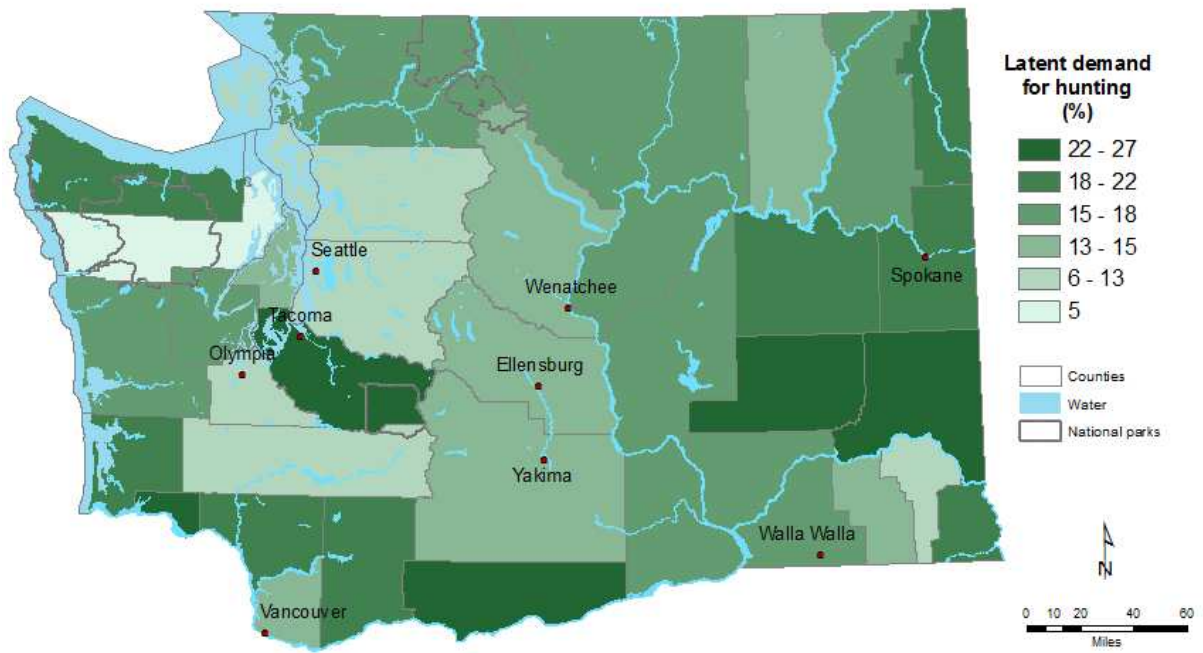 Latent demand
for hunting
(%)
22 - 27
18 - 22
15 - 18
13 - 15
6 - 13
5
Counties
Water
National parks
Seattle
Spokane
Wenatchee
Tacoma
Olympia
Ellensburg
Yakima
Walla Walla
Vancouver
N
0 10 20 40 60
Miles